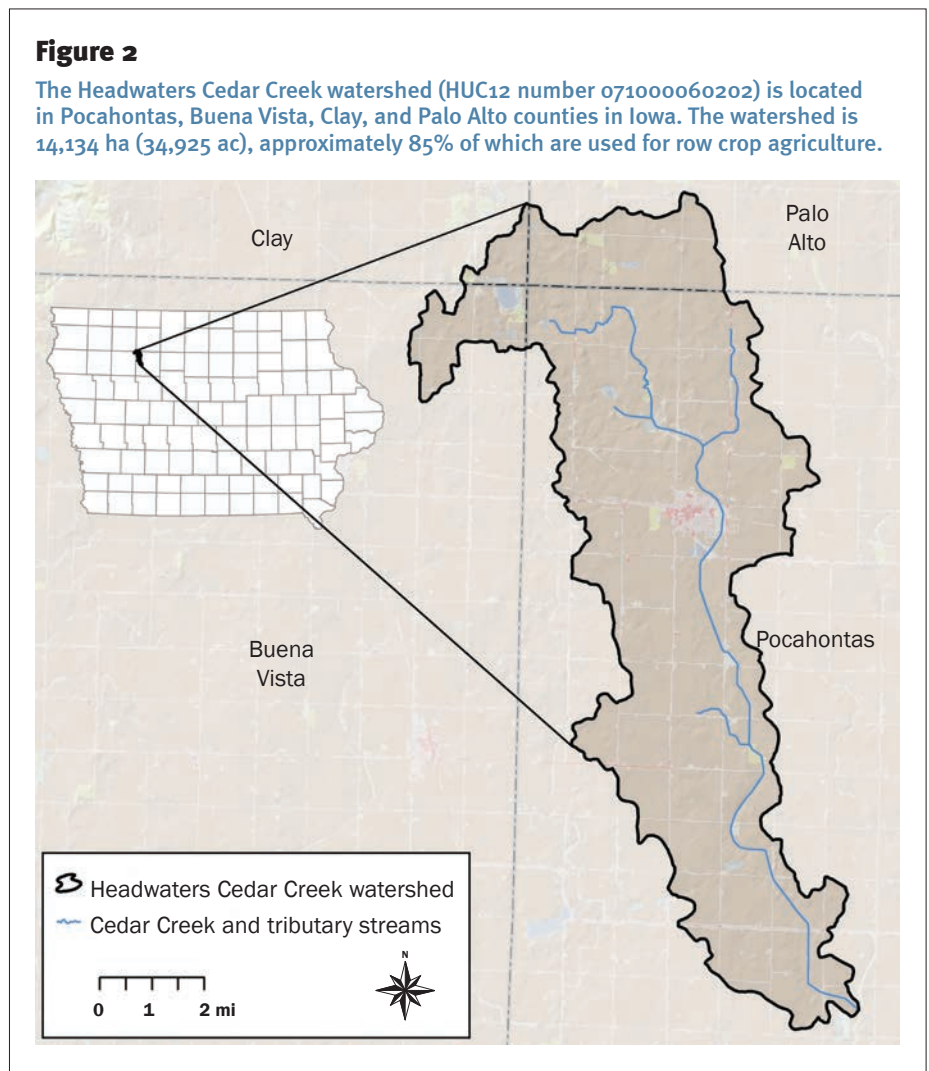 Figure 2
The Headwaters Cedar Creek watershed (HUC12 number 071000060202) is located
in Pocahontas, Buena Vista, Clay, and Palo Alto counties in Iowa. The watershed is
14,134 ha (34,925 ac), approximately 85% of which are used for row crop agriculture.
Clay
Palo
Alto
Buena
Vista
Pocahontas
Headwaters Cedar Creek watershed
Cedar Creek and tributary streams
N
0 1 2 mi